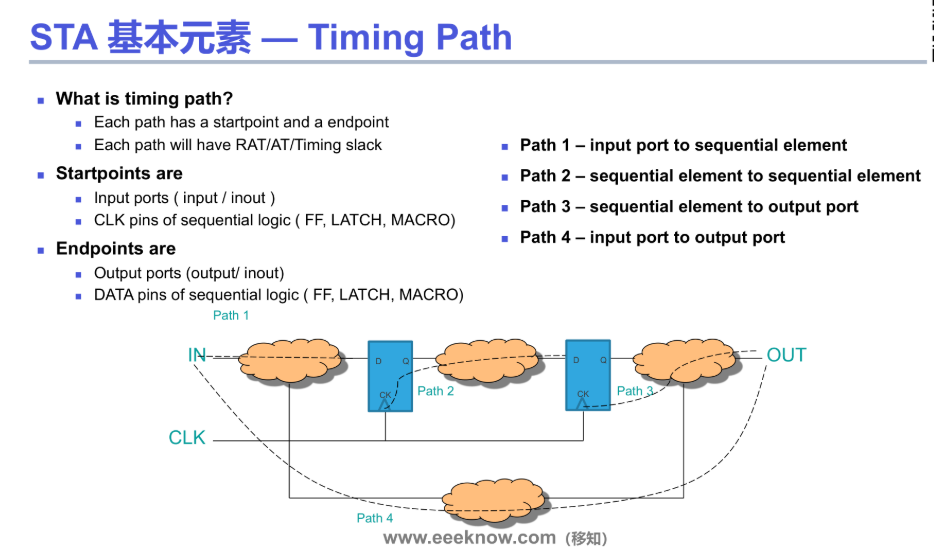 STA 基本元素 — Timing Path
What is timing path?
Each path has a startpoint and a endpoint
Each path will have RAT/AT/Timing slack
Startpoints are
Input ports ( input / inout )
CLK pins of sequential logic ( FF, LATCH, MACRO)
Endpoints are
Output ports (output/ inout)
DATA pins of sequential logic ( FF, LATCH, MACRO)
Path 1 – input port to sequential element
Path 2 – sequential element to sequential element
Path 3 – sequential element to output port
Path 4 – input port to output port
Path 1
IN
D
Q
CK
Path 2
D
Q
CK
Path 3
OUT
CLK
Path 4
www.eeeknow.com（移知）